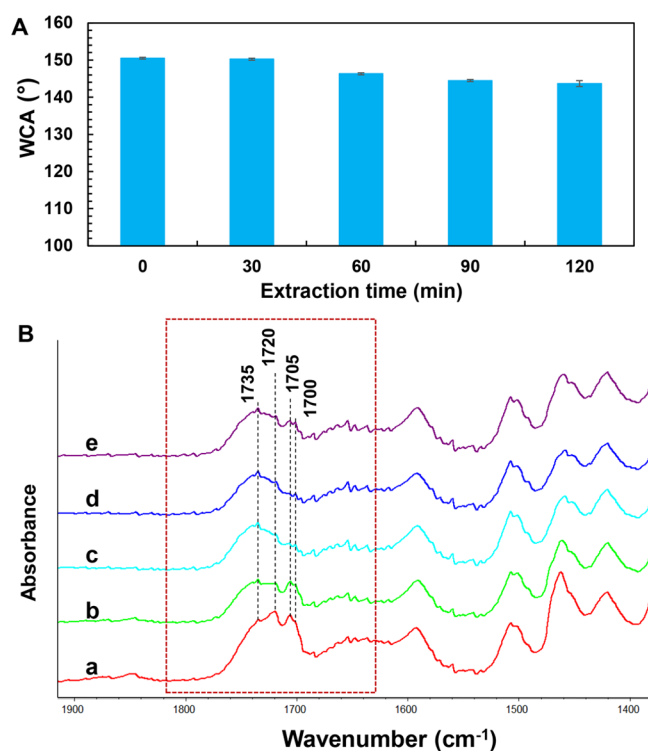 A
160
150
140
130
120
110
100
WCA (°)
0 30 60 90 120
Extraction time (min)
B
1735 1720 1705 1700
e
d
c
b
a
Absorbance
1900 1800 1700 1600 1500 1400
Wavenumber (cm⁻¹)